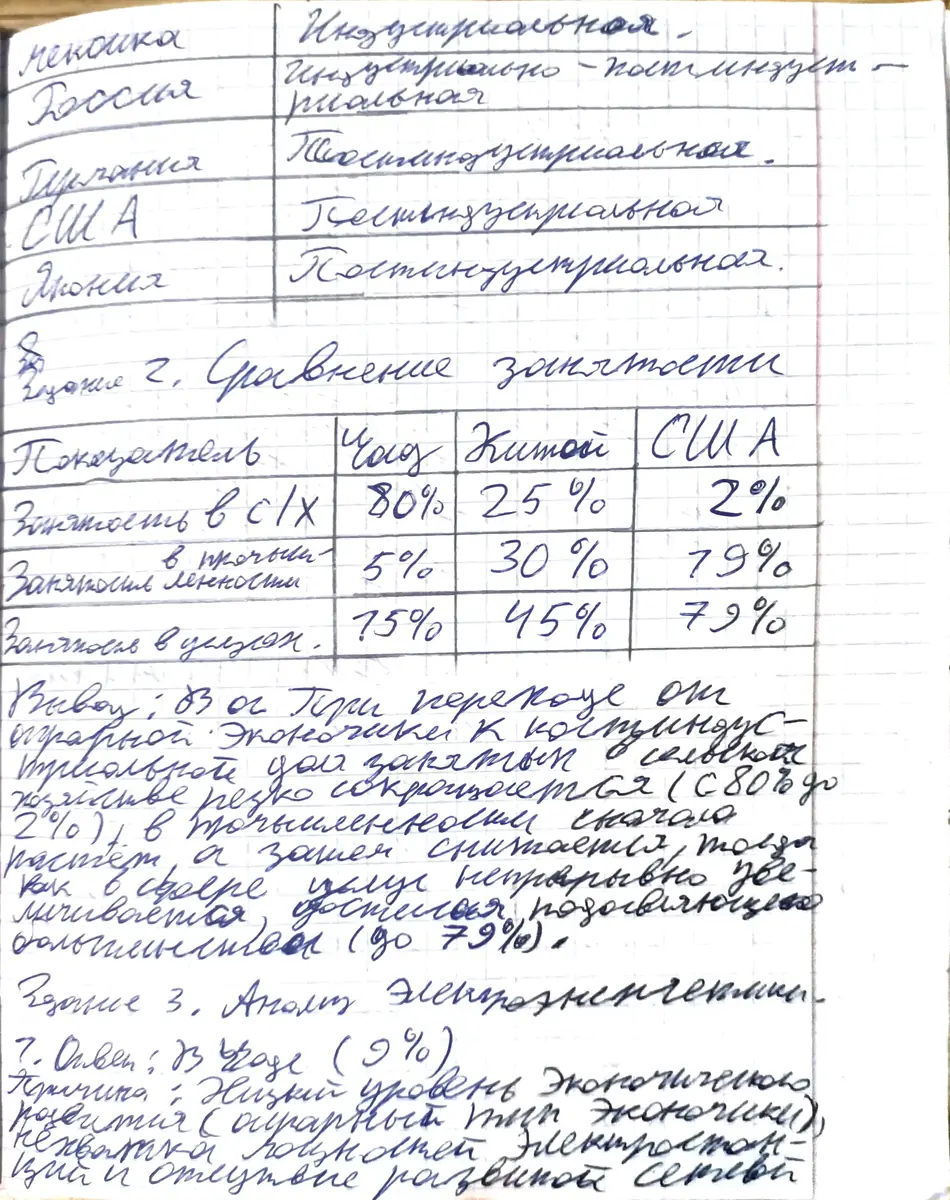 Мексика Индустриальная.
Россия Индустриально-постиндуст-
риальная
Германия Постиндустриальная.
США Постиндустриальная
Япония Постиндустриальная.
Задание 2. Сравнение занятости
Показатель Чад Китай США
Занятость в с/х 80% 25% 2%
Занятость в промыш-
ленности 5% 30% 19%
Занятость в услугах. 15% 45% 79%
Вывод: При переходе от
аграрной экономики к постиндус-
триальной доля занятых в сельском
хозяйстве резко сокращается (с 80% до
2%), в промышленности сначала
растёт, а затем снижается, тогда
как в сфере услуг непрерывно уве-
личивается, достигая подавляющего
большинства (до 79%).
Задание 3. Анализ электроэнергетики.
1. Ответ: В Чаде (9%)
Причина: Низкий уровень экономического
развития (аграрный тип экономики),
нехватка мощностей электростан-
ций и отсутствие развитой сетевой